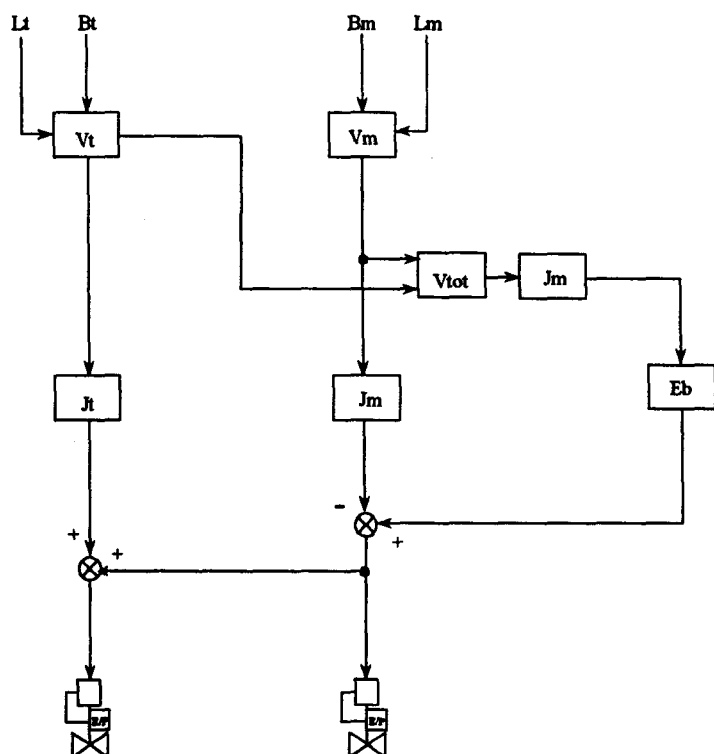 Lt Bt Bm Lm
Vt Vm
Vtot Jm
Jt Jm Eb
-
+ + +
E/P E/P